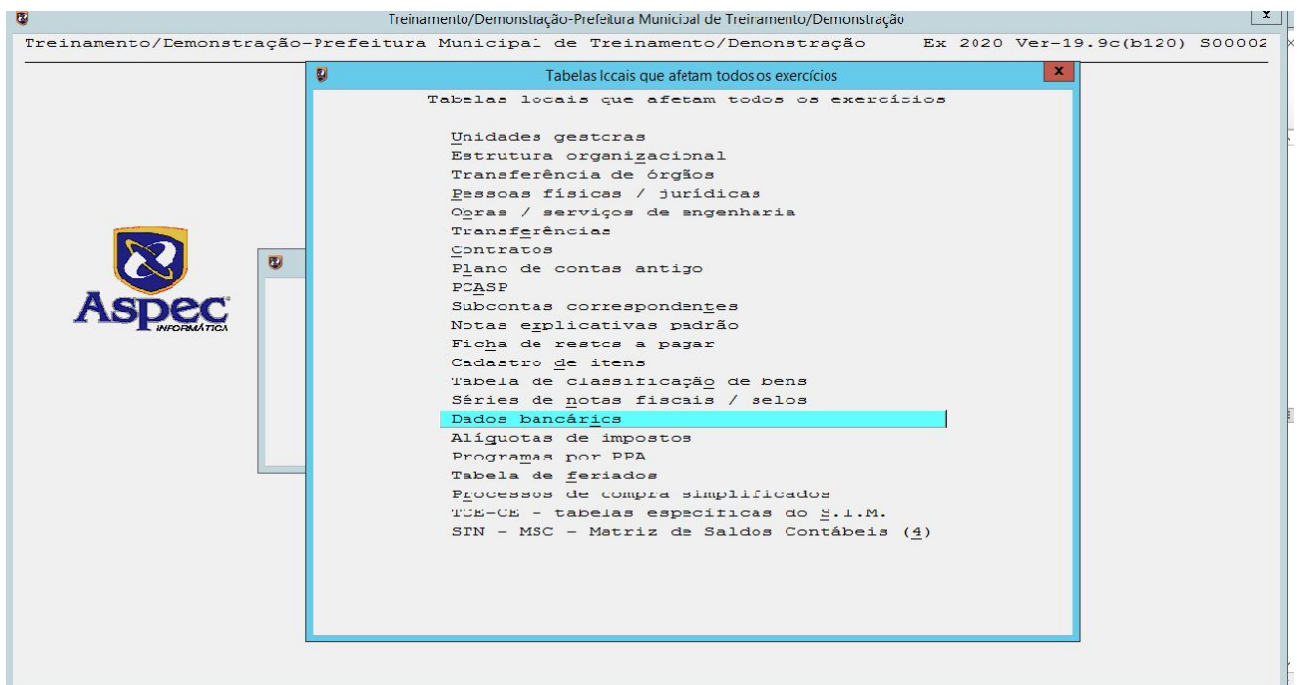 Treinamento/Demonstração-Prefeitura Municipal de Treinamento/Demonstração
X
Treinamento/Demonstração-Prefeitura Municipal de Treinamento/Demonstração Ex 2020 Ver-19.9c(b120) S00002
Tabelas locais que afetam todos os exercícios
X
Tabelas locais que afetam todos os exercícios
Unidades gestoras
Estrutura organizacional
Transferência de órgãos
Pessoas físicas / jurídicas
Obras / serviços de engenharia
Transferências
Contratos
Plano de contas antigo
PCASP
Subcontas correspondentes
Notas explicativas padrão
Ficha de restos a pagar
Cadastro de itens
Tabela de classificação de bens
Séries de notas fiscais / selos
Dados bancários
Alíquotas de impostos
Programas por PPA
Tabela de feriados
Processos de compra simplificados
TCE-CE - tabelas específicas do S.I.M.
STN - MSC - Matriz de Saldos Contábeis (4)
Aspec
INFORMÁTICA